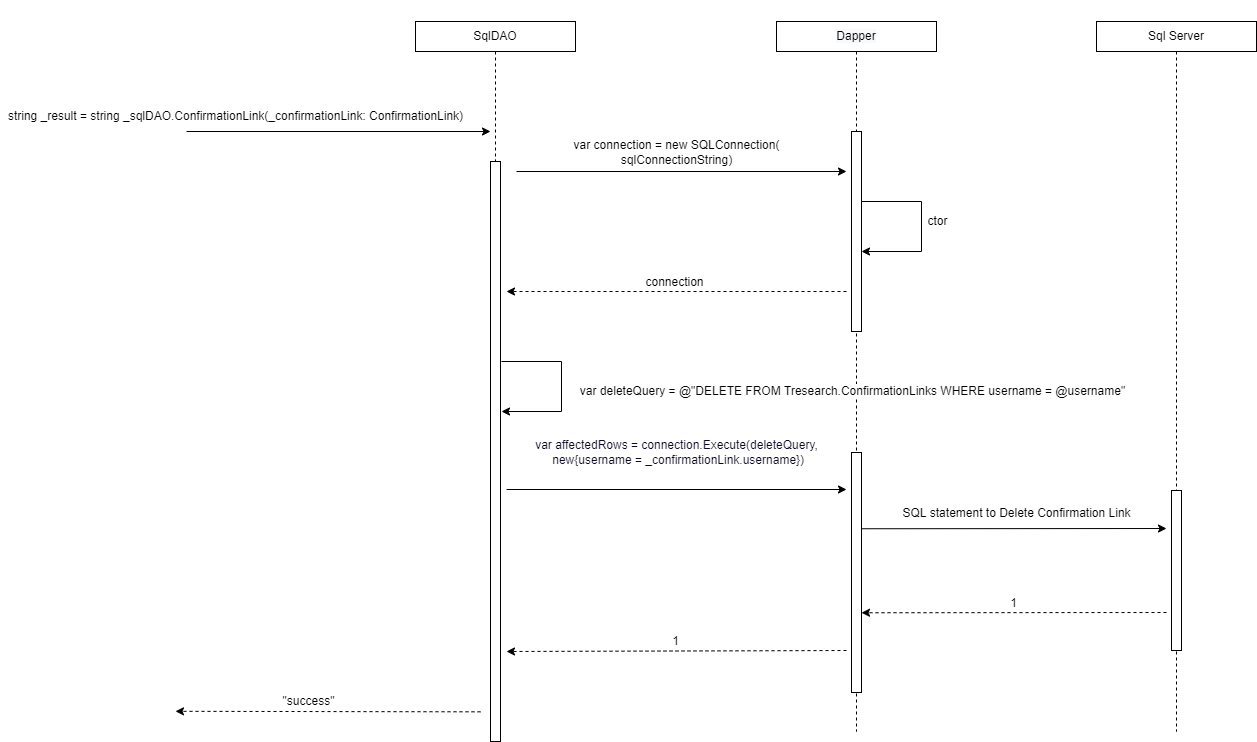 SqlDAO
Dapper
Sql Server
string _result = string _sqlDAO.ConfirmationLink(_confirmationLink: ConfirmationLink)
var connection = new SQLConnection(
sqlConnectionString)
ctor
connection
var deleteQuery = @"DELETE FROM Tresearch.ConfirmationLinks WHERE username = @username"
var affectedRows = connection.Execute(deleteQuery,
new{username = _confirmationLink.username})
SQL statement to Delete Confirmation Link
1
1
"success"